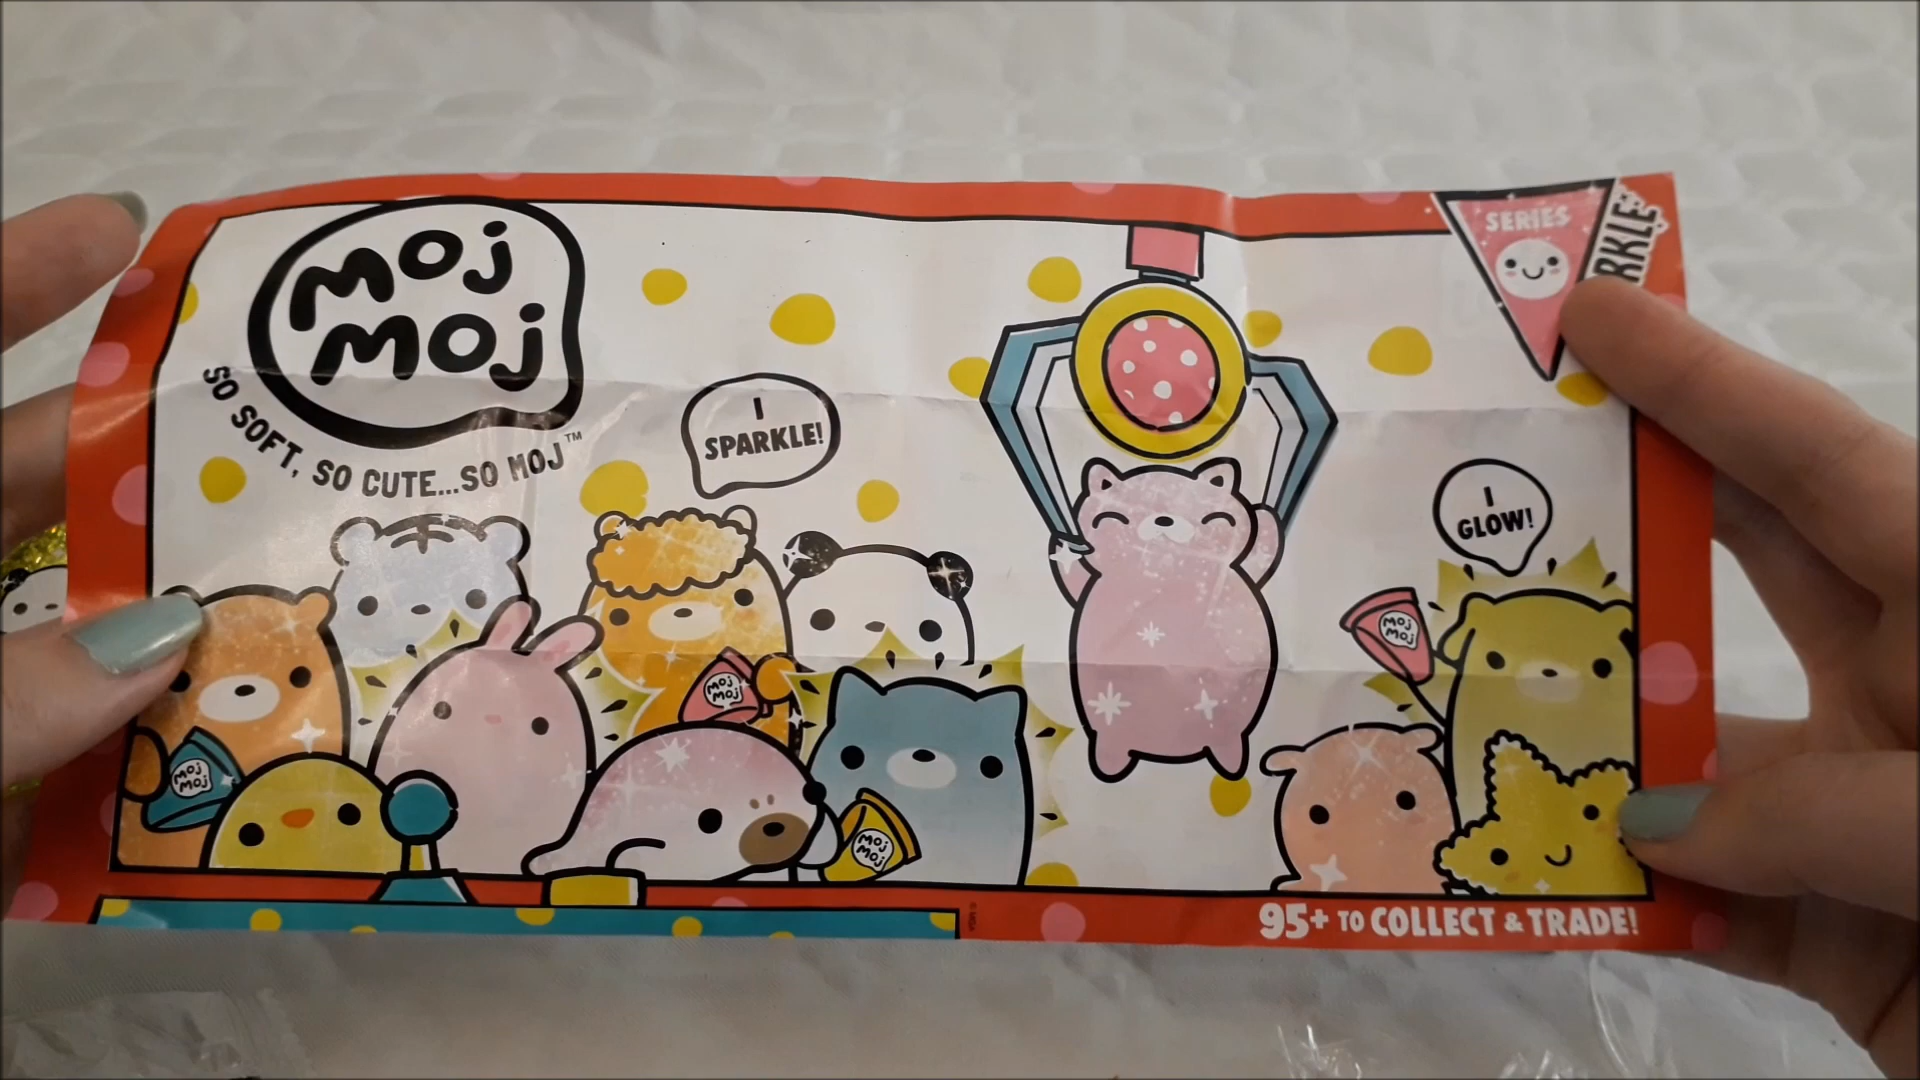 moj
moj
SO SOFT, SO CUTE...SO MOJ™
SERIES
I
SPARKLE!
I
GLOW!
moj
moj
moj
moj
moj
moj
moj
moj
95+ TO COLLECT & TRADE!